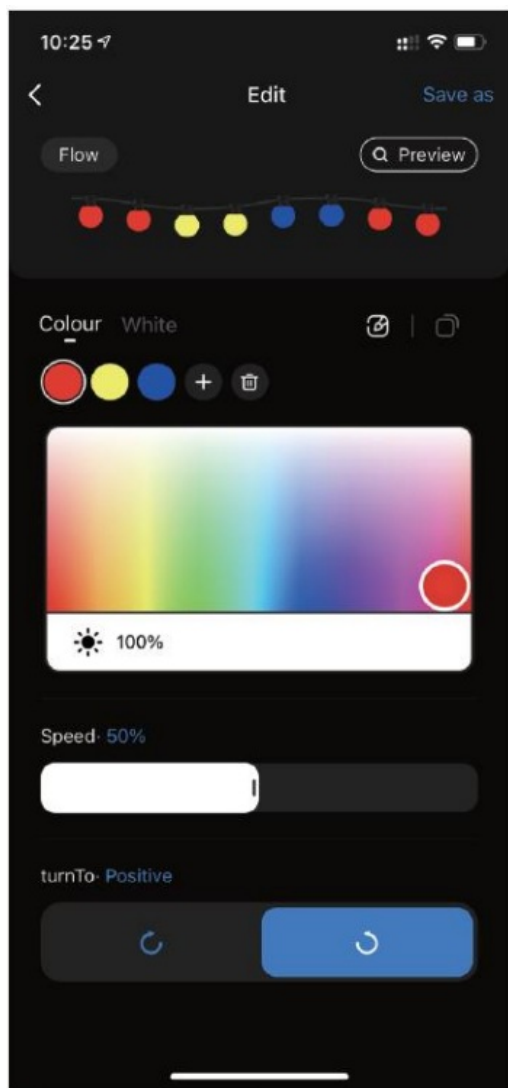 10:25
Edit
Save as
Flow
Preview
Colour White
100%
Speed· 50%
turnTo· Positive